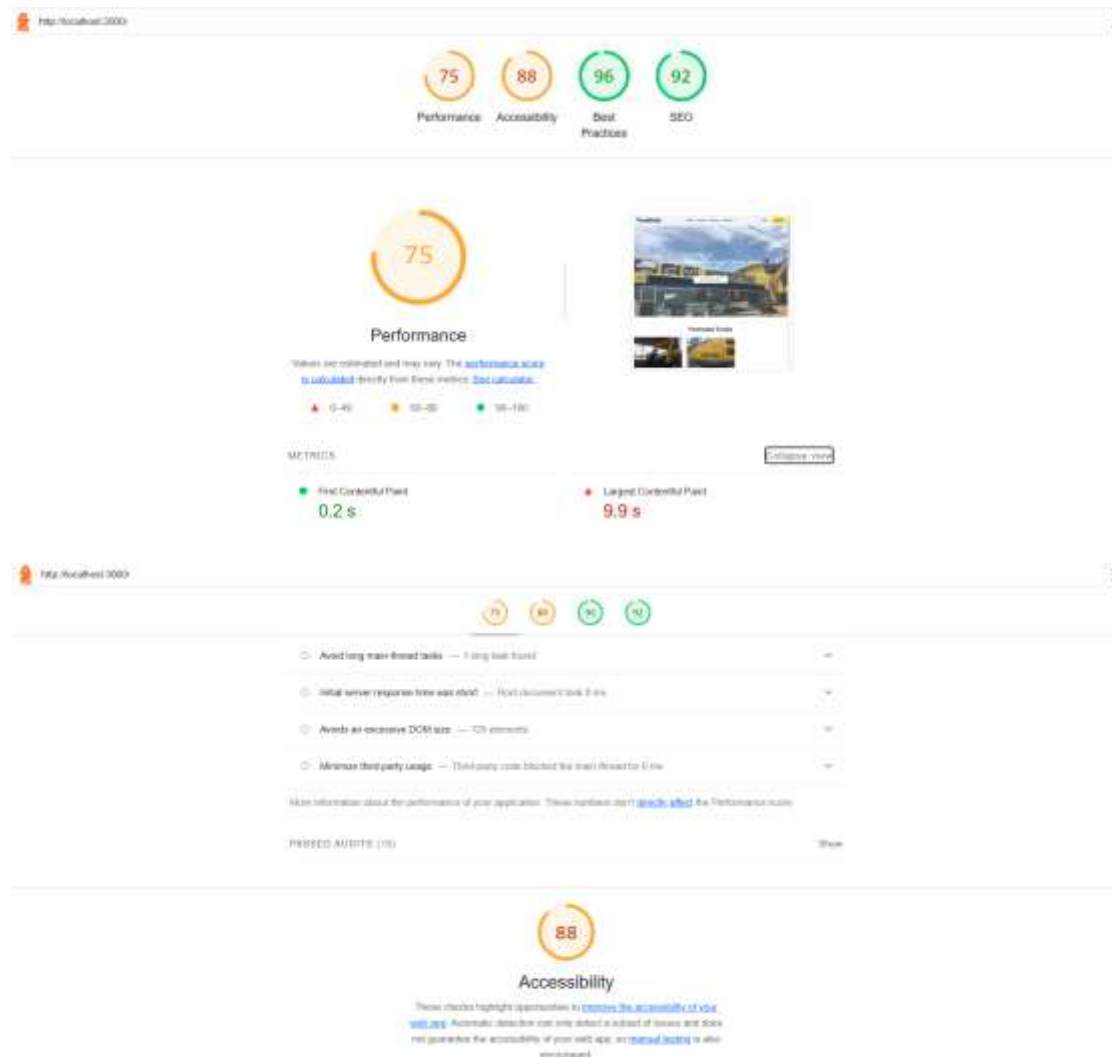 http://localhost:3000/
75
88
96
92
Performance
Accessibility
Best
Practices
SEO
75
Performance
Values are estimated and may vary. The performance score
is calculated directly from these metrics. See calculator.
0–49
50–89
90–100
METRICS
Collapse view
First Contentful Paint
0.2 s
Largest Contentful Paint
9.9 s
http://localhost:3000/
75
88
96
92
Avoid long main-thread tasks — 1 long task found
Initial server response time was short — Root document took 0 ms
Avoids an excessive DOM size — elements
Minimize third-party usage — Third-party code blocked the main thread for 0 ms
More information about the performance of your application. These numbers don't directly affect the Performance score.
PASSED AUDITS
Show
88
Accessibility
These checks highlight opportunities to improve the accessibility of your
web app. Automatic detection can only detect a subset of issues and does
not guarantee the accessibility of your web app, so manual testing is also
encouraged.